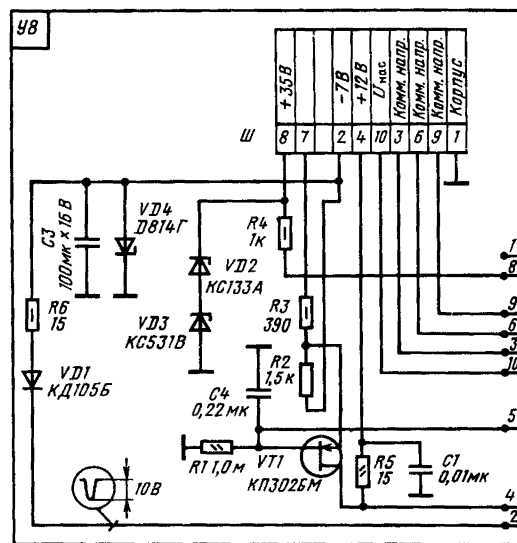 У8
+35В
-7В
+12В
Uнас
Комм. напр.
Комм. напр.
Комм. напр.
Корпус
Ш
8
7
2
4
10
3
6
9
1
C3
100мк × 16В
VD4
Д814Г
R4
1к
VD2
КС133А
VD3
КС531В
R6
15
VD1
КД105Б
R3
390
R2
1,5к
C4
0,22мк
R1 1,0м
VT1
КП302БМ
R5
15
C1
0,01мк
10В
1
8
9
6
3
10
5
4
2